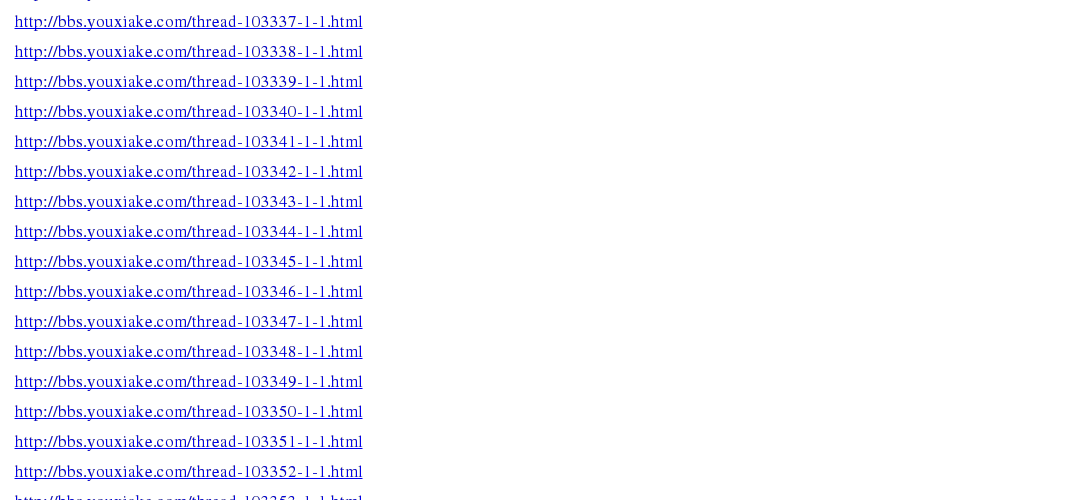 http://bbs.youxiake.com/thread-103337-1-1.html
http://bbs.youxiake.com/thread-103338-1-1.html
http://bbs.youxiake.com/thread-103339-1-1.html
http://bbs.youxiake.com/thread-103340-1-1.html
http://bbs.youxiake.com/thread-103341-1-1.html
http://bbs.youxiake.com/thread-103342-1-1.html
http://bbs.youxiake.com/thread-103343-1-1.html
http://bbs.youxiake.com/thread-103344-1-1.html
http://bbs.youxiake.com/thread-103345-1-1.html
http://bbs.youxiake.com/thread-103346-1-1.html
http://bbs.youxiake.com/thread-103347-1-1.html
http://bbs.youxiake.com/thread-103348-1-1.html
http://bbs.youxiake.com/thread-103349-1-1.html
http://bbs.youxiake.com/thread-103350-1-1.html
http://bbs.youxiake.com/thread-103351-1-1.html
http://bbs.youxiake.com/thread-103352-1-1.html